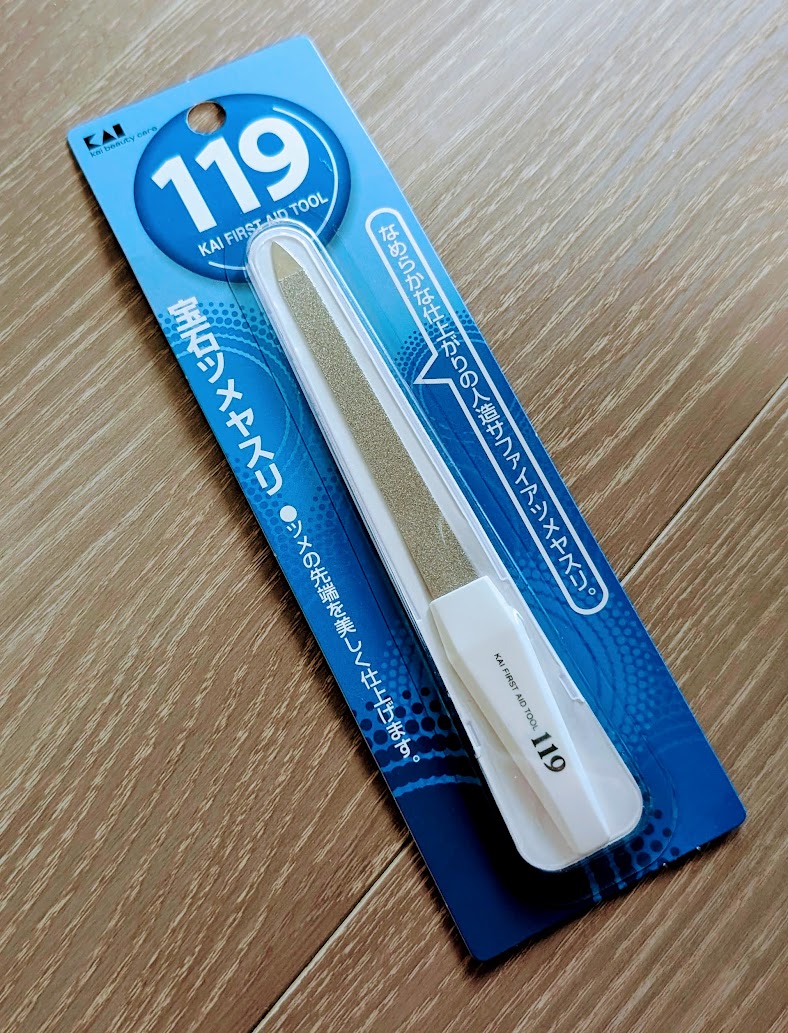 KAI
kai beauty care
119
KAI FIRST AID TOOL
なめらかな仕上がりの人造サファイアツメヤスリ。
宝石ツメヤスリ
●ツメの先端を美しく仕上げます。
KAI FIRST AID TOOL 119